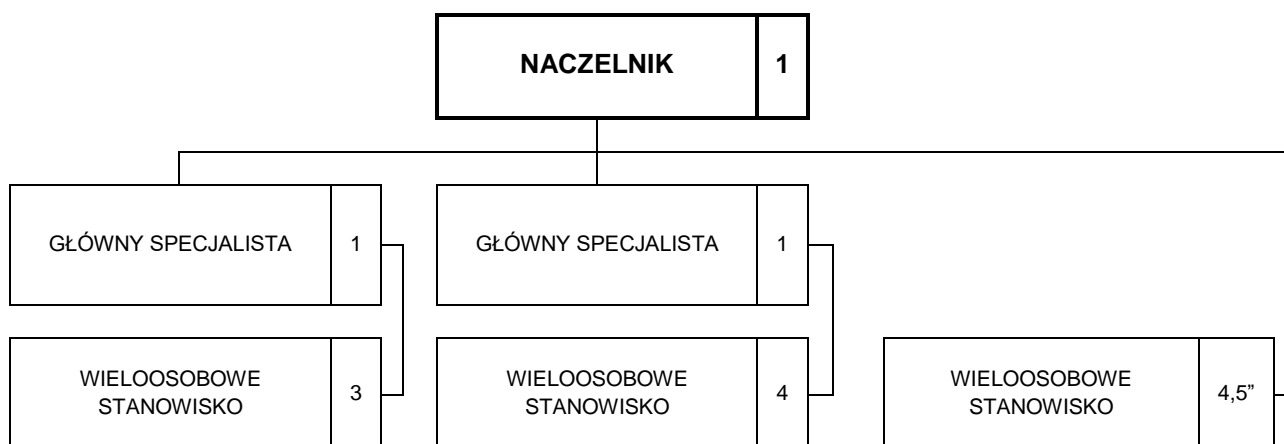 NACZELNIK 1
GŁÓWNY SPECJALISTA 1
GŁÓWNY SPECJALISTA 1
WIELOOSOBOWE
STANOWISKO
3
WIELOOSOBOWE
STANOWISKO
4
WIELOOSOBOWE
STANOWISKO
4,5”